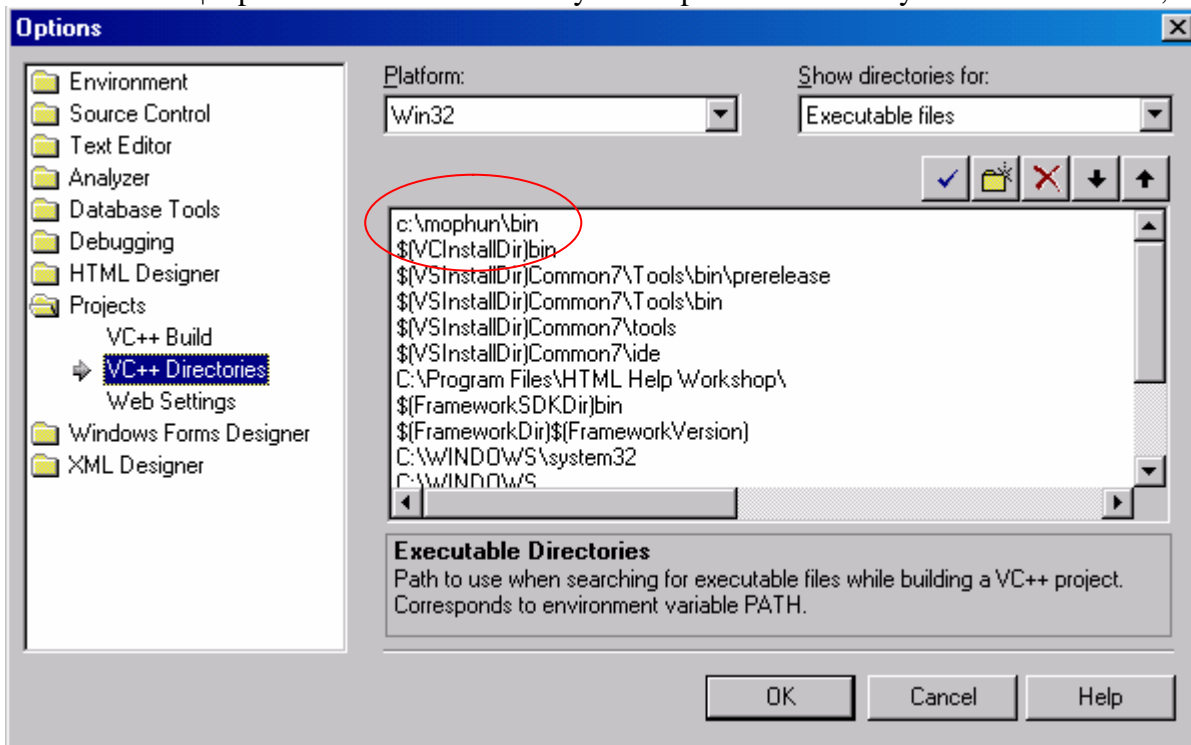 Options
Environment
Source Control
Text Editor
Analyzer
Database Tools
Debugging
HTML Designer
Projects
VC++ Build
VC++ Directories
Web Settings
Windows Forms Designer
XML Designer
Platform:
Win32
Show directories for:
Executable files
c:\mophun\bin
$(VCInstallDir)bin
$(VSInstallDir)Common7\Tools\bin\prerelease
$(VSInstallDir)Common7\Tools\bin
$(VSInstallDir)Common7\tools
$(VSInstallDir)Common7\ide
C:\Program Files\HTML Help Workshop\
$(FrameworkSDKDir)bin
$(FrameworkDir)$(FrameworkVersion)
C:\WINDOWS\system32
C:\WINDOWS
Executable Directories
Path to use when searching for executable files while building a VC++ project.
Corresponds to environment variable PATH.
OK
Cancel
Help